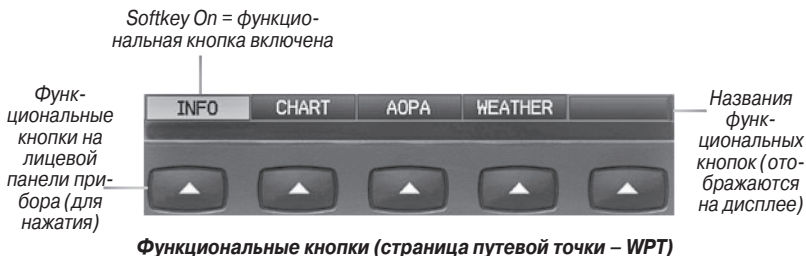 Softkey On = функцио-
нальная кнопка включена
Функ-
циональные
кнопки на
лицевой
панели при-
бора (для
нажатия)
INFO CHART AOPA WEATHER
Названия
функ-
циональных
кнопок (ото-
бражаются
на дисплее)
Функциональные кнопки (страница путевой точки – WPT)